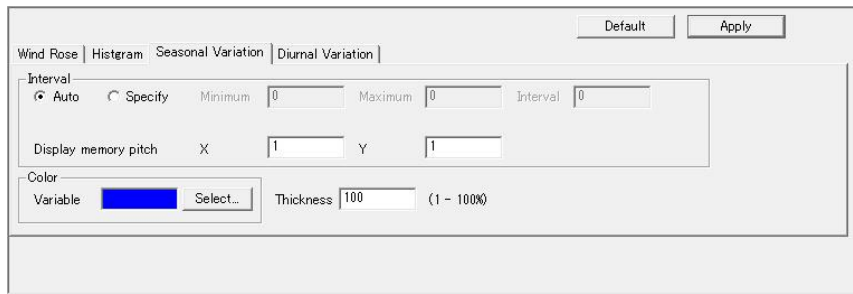 Default Apply
Wind Rose Histgram Seasonal Variation Diurnal Variation
Interval
Auto Specify Minimum 0 Maximum 0 Interval 0
Display memory pitch X 1 Y 1
Color
Variable Select... Thickness 100 (1 - 100%)